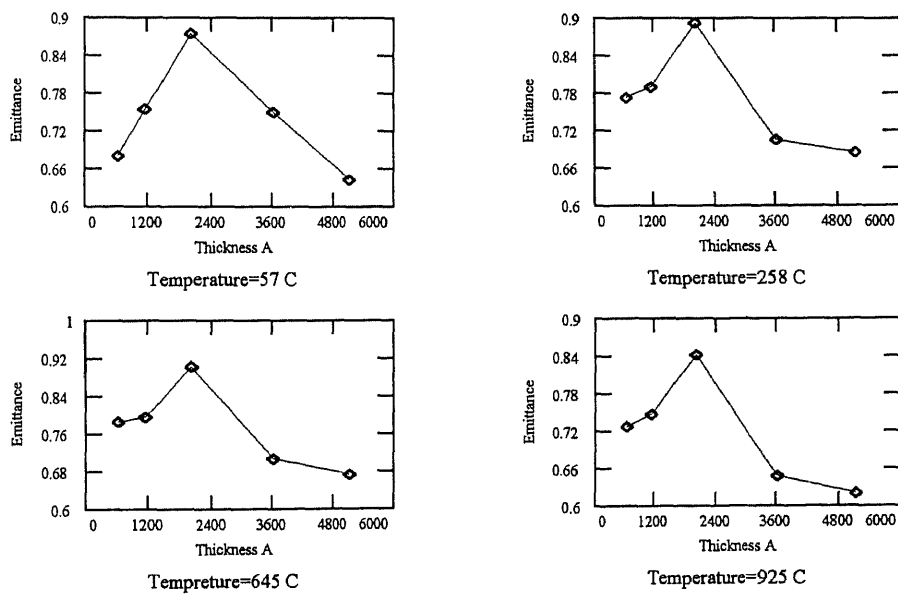 0.9
0.84
0.78
0.72
0.66
0.6
Emittance
0 1200 2400 3600 4800 6000
Thickness A
Temperature=57 C
0.9
0.84
0.78
0.72
0.66
0.6
Emittance
0 1200 2400 3600 4800 6000
Thickness A
Temperature=258 C
1
0.92
0.84
0.76
0.68
0.6
Emittance
0 1200 2400 3600 4800 6000
Thickness A
Tempreture=645 C
0.9
0.84
0.78
0.72
0.66
0.6
Emittance
0 1200 2400 3600 4800 6000
Thickness A
Temperature=925 C